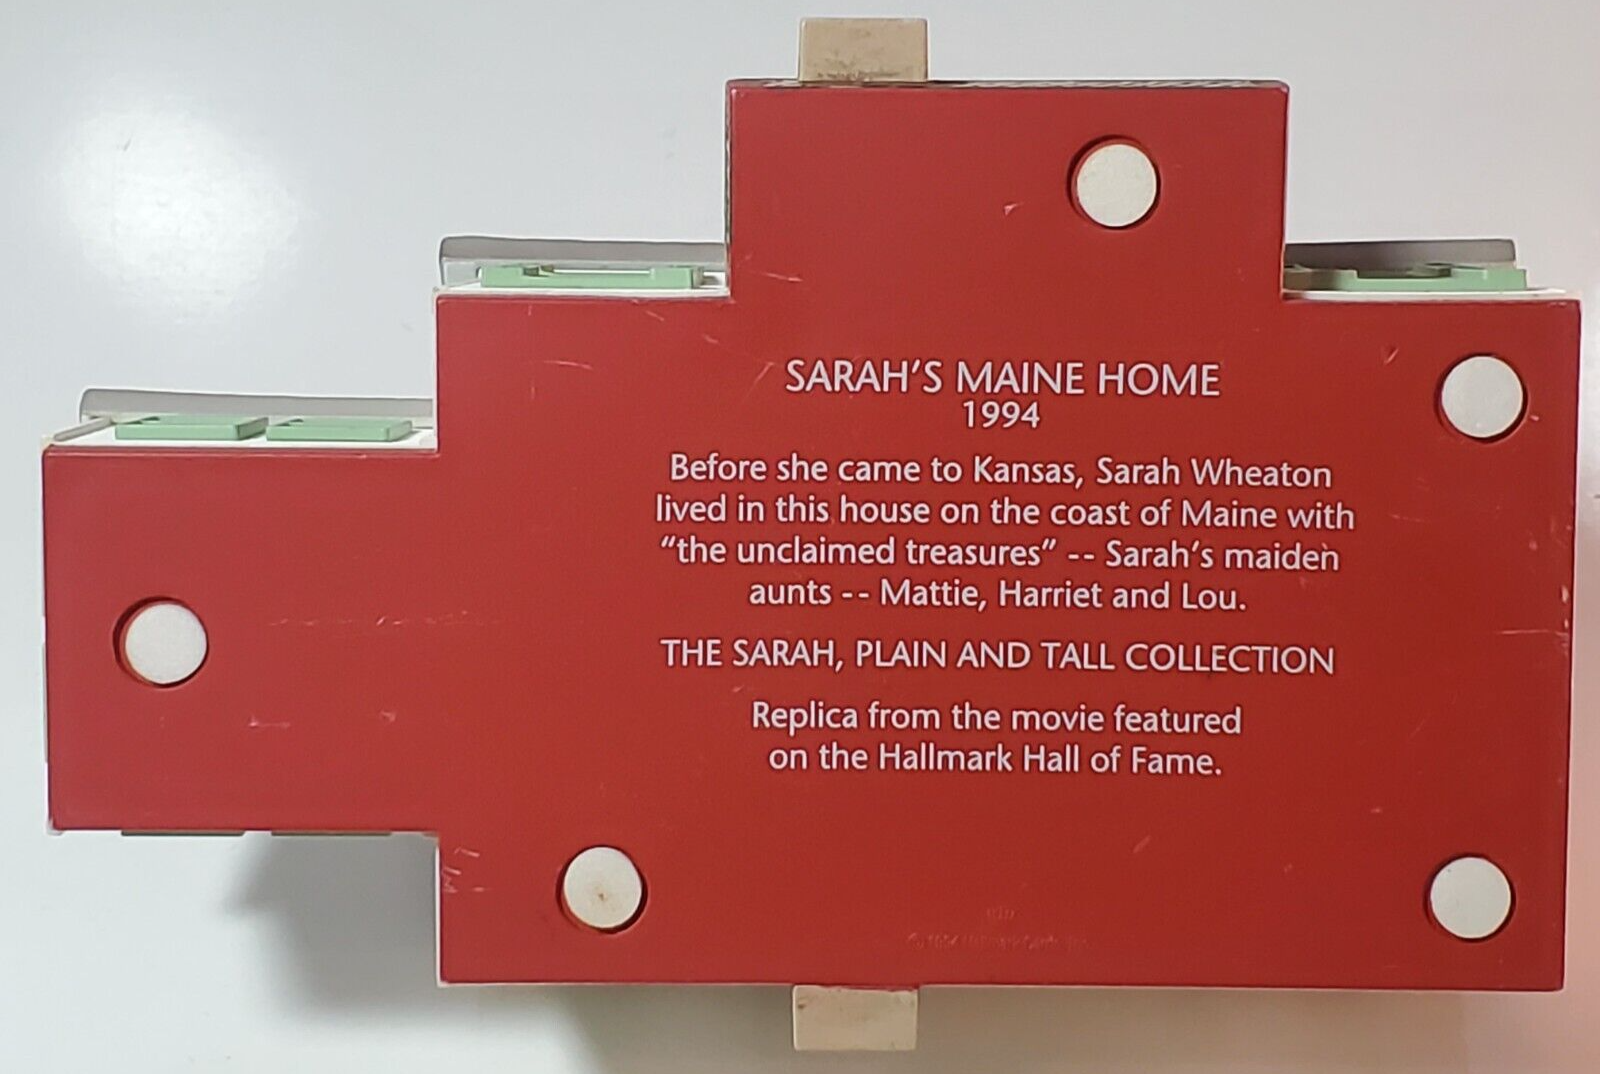 SARAH'S MAINE HOME
1994
Before she came to Kansas, Sarah Wheaton
lived in this house on the coast of Maine with
"the unclaimed treasures" -- Sarah's maiden
aunts -- Mattie, Harriet and Lou.
THE SARAH, PLAIN AND TALL COLLECTION
Replica from the movie featured
on the Hallmark Hall of Fame.